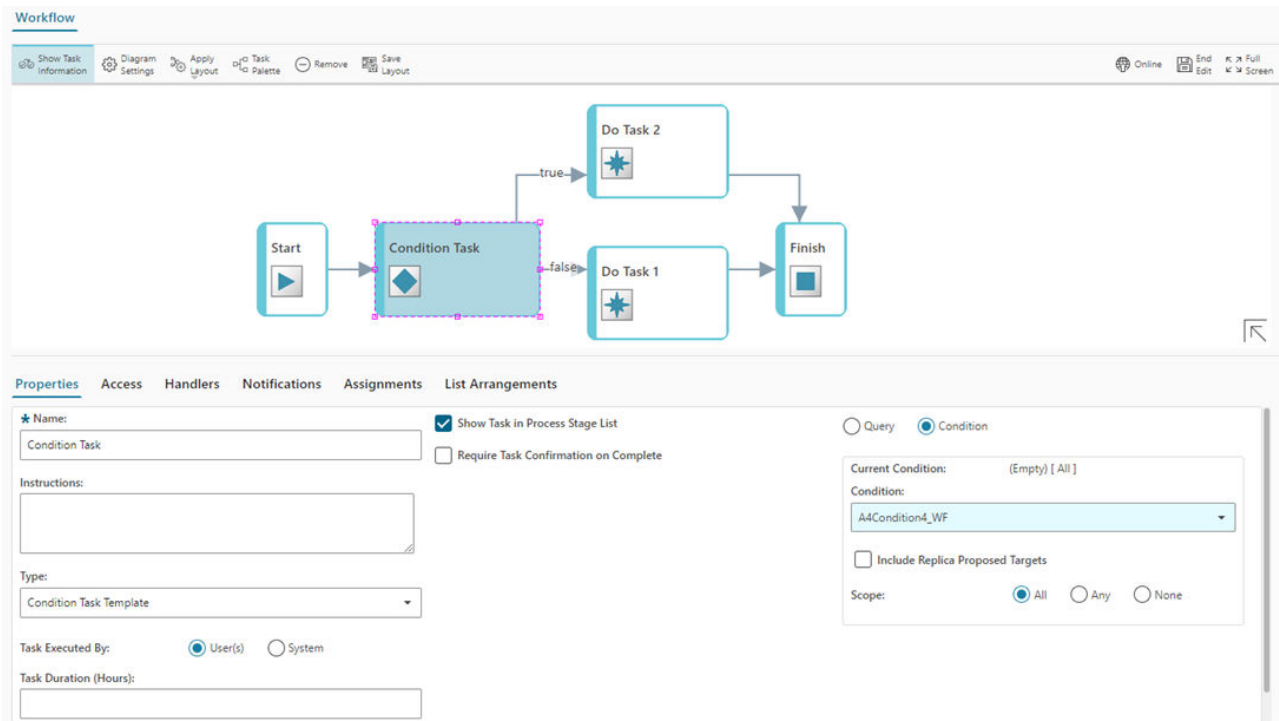 Workflow
Show Task Information
Diagram Settings
Apply Layout
Task Palette
Remove
Save Layout
Online
End Edit
Full Screen
Do Task 2
true
Start
Condition Task
Finish
false
Do Task 1
Properties Access Handlers Notifications Assignments List Arrangements
* Name:
Condition Task
Instructions:
Type:
Condition Task Template
Task Executed By: User(s) System
Task Duration (Hours):
Show Task in Process Stage List
Require Task Confirmation on Complete
Query Condition
Current Condition: (Empty) [ All ]
Condition:
A4Condition4_WF
Include Replica Proposed Targets
Scope: All Any None